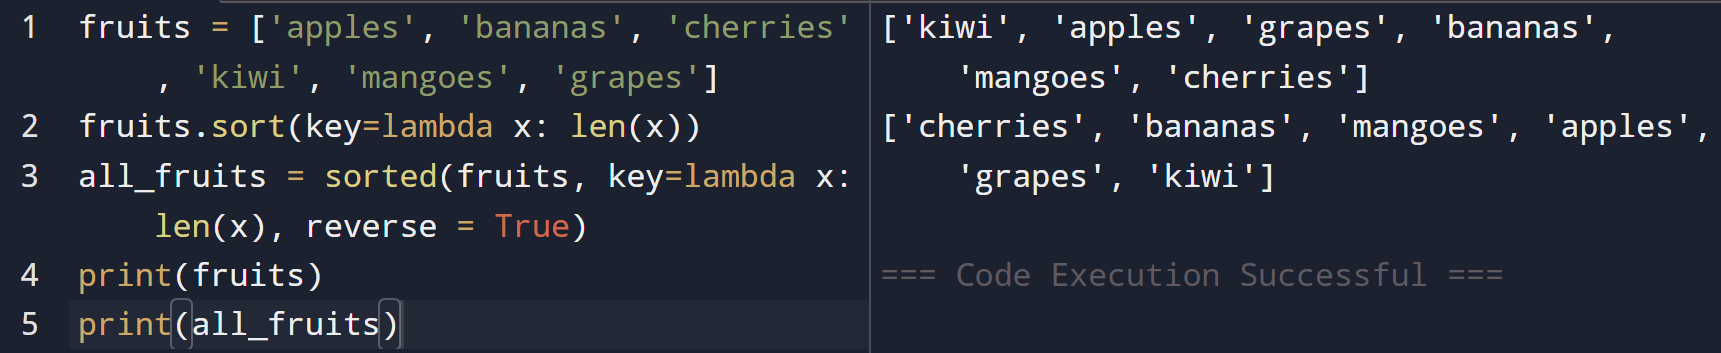 1 fruits = ['apples', 'bananas', 'cherries'
, 'kiwi', 'mangoes', 'grapes']
2 fruits.sort(key=lambda x: len(x))
3 all_fruits = sorted(fruits, key=lambda x:
len(x), reverse = True)
4 print(fruits)
5 print(all_fruits)
['kiwi', 'apples', 'grapes', 'bananas',
'mangoes', 'cherries']
['cherries', 'bananas', 'mangoes', 'apples',
'grapes', 'kiwi']
=== Code Execution Successful ===